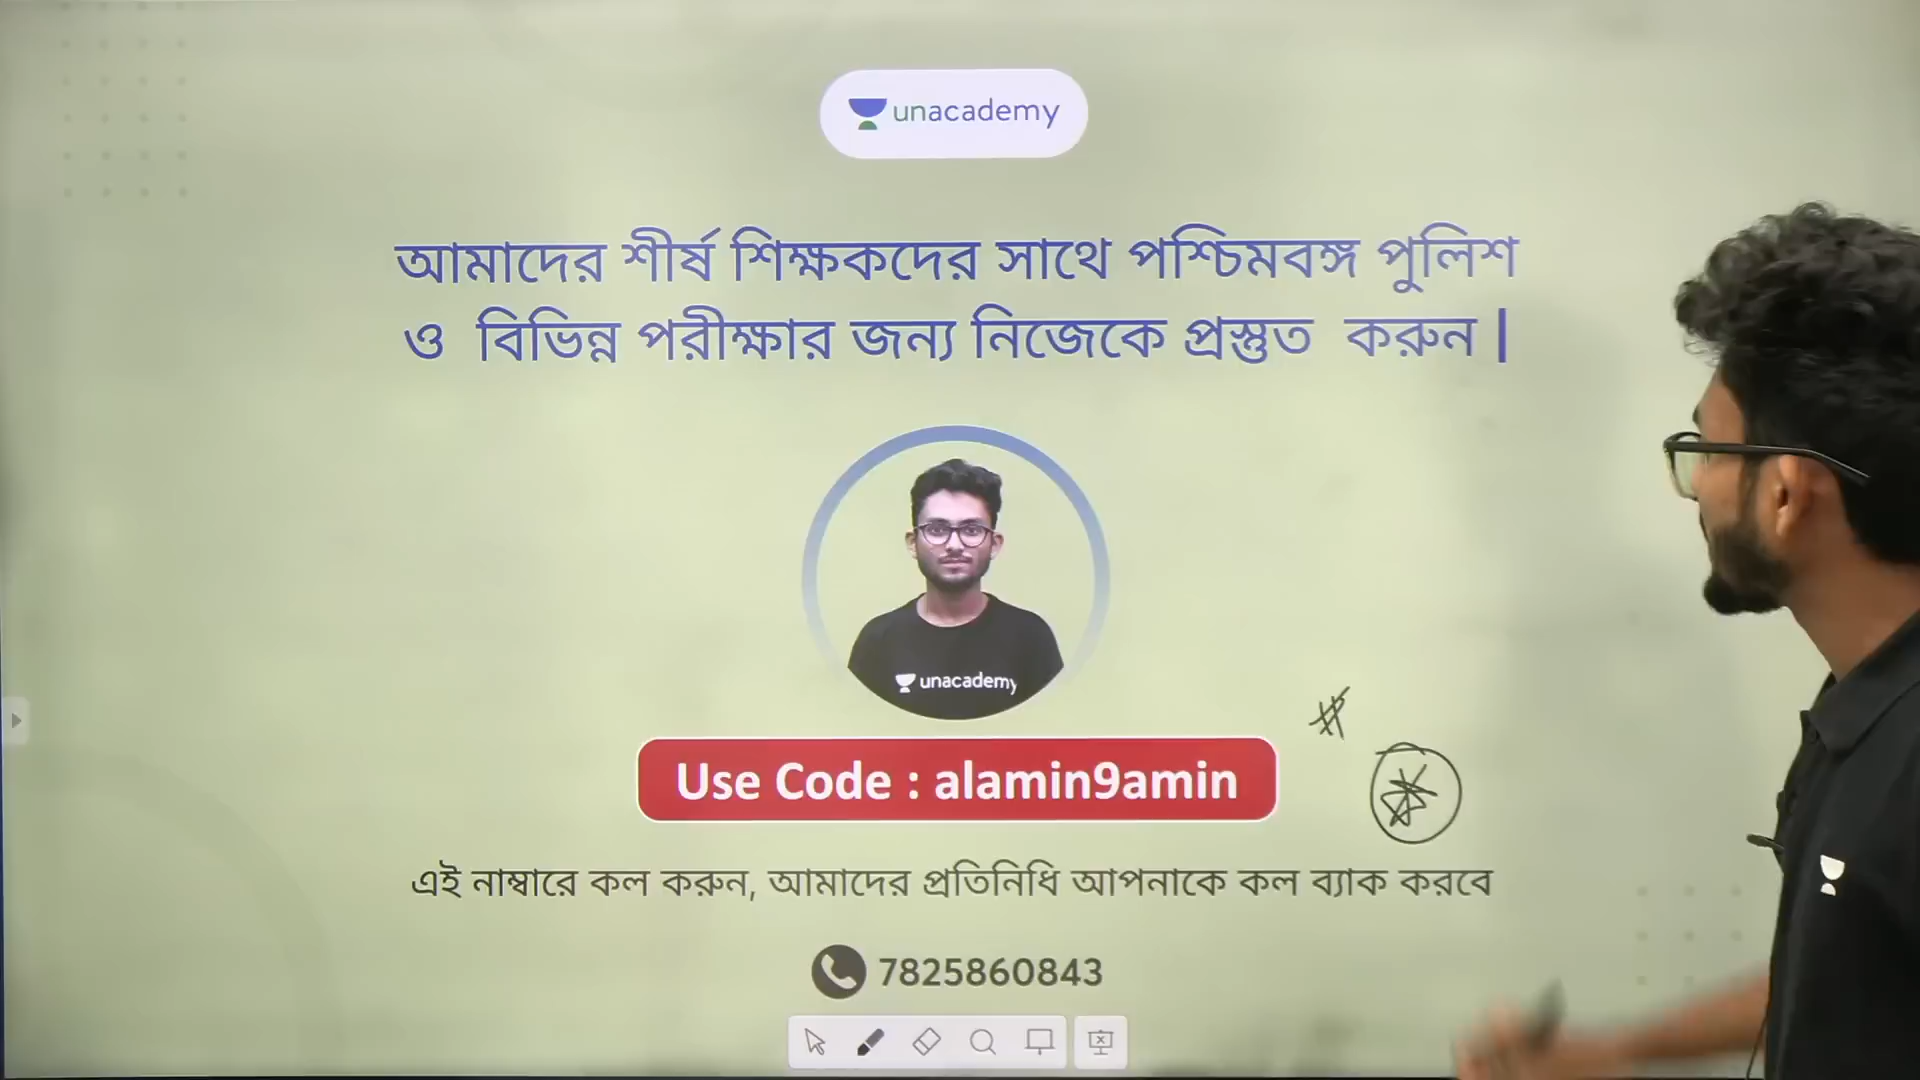 unacademy
আমাদের শীর্ষ শিক্ষকদের সাথে পশ্চিমবঙ্গ পুলিশ
ও বিভিন্ন পরীক্ষার জন্য নিজেকে প্রস্তুত করুন |
unacademy
Use Code : alamin9amin
এই নাম্বারে কল করুন, আমাদের প্রতিনিধি আপনাকে কল ব্যাক করবে
7825860843